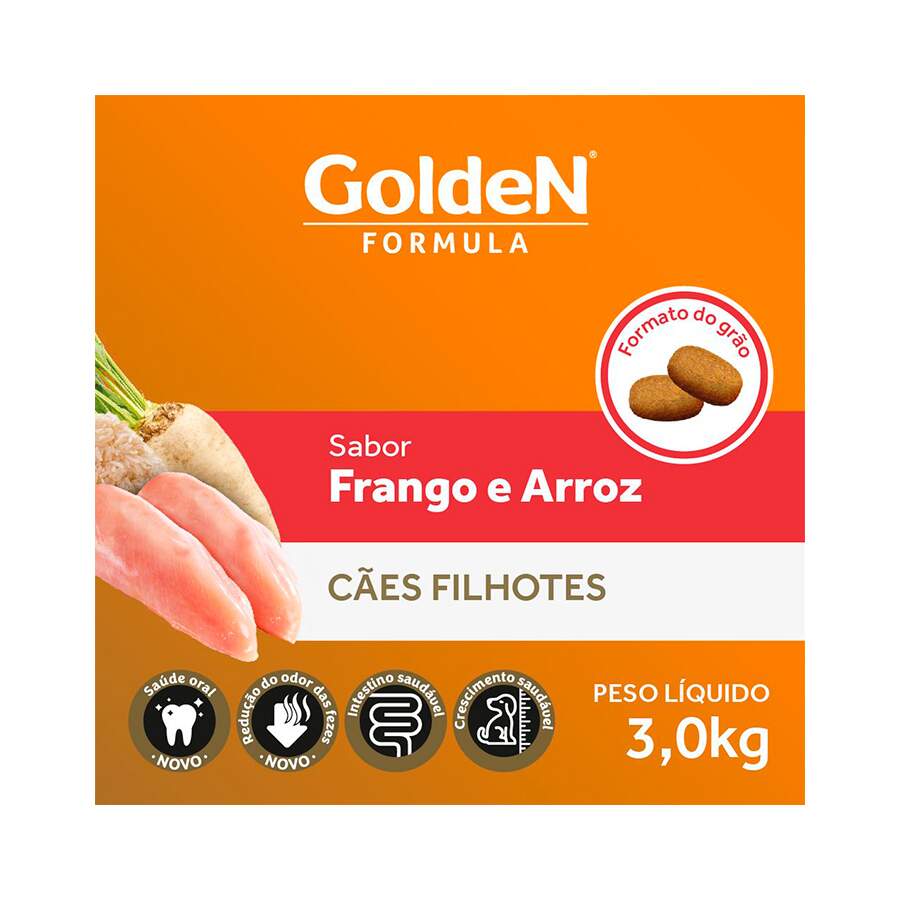 GoldeN®
FORMULA
Formato do grão
Sabor
Frango e Arroz
CÃES FILHOTES
Saúde oral
• NOVO •
Redução do odor das fezes
• NOVO •
Intestino saudável
Crescimento saudável
PESO LÍQUIDO
3,0kg